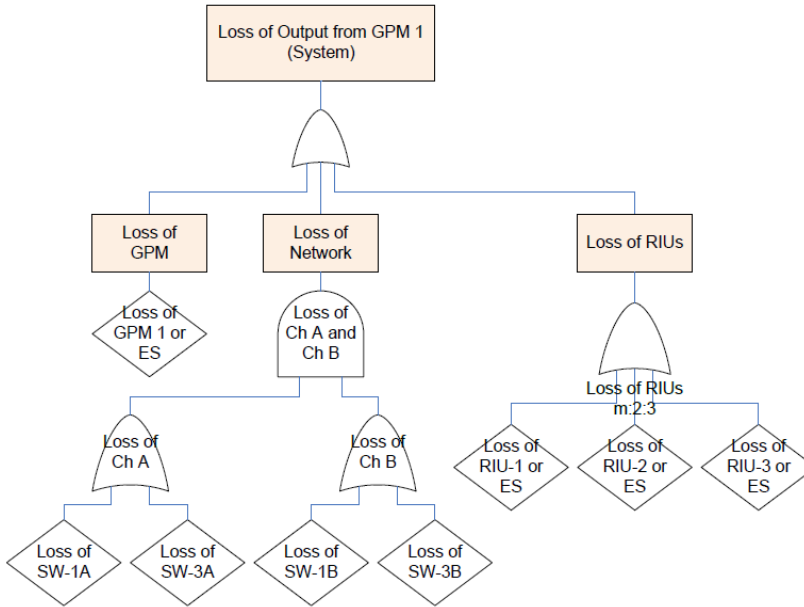 Loss of Output from GPM 1
(System)
Loss of
GPM
Loss of
Network
Loss of RIUs
Loss of
GPM 1 or
ES
Loss of
Ch A and
Ch B
Loss of RIUs
m:2:3
Loss of
Ch A
Loss of
Ch B
Loss of
RIU-1 or
ES
Loss of
RIU-2 or
ES
Loss of
RIU-3 or
ES
Loss of
SW-1A
Loss of
SW-3A
Loss of
SW-1B
Loss of
SW-3B